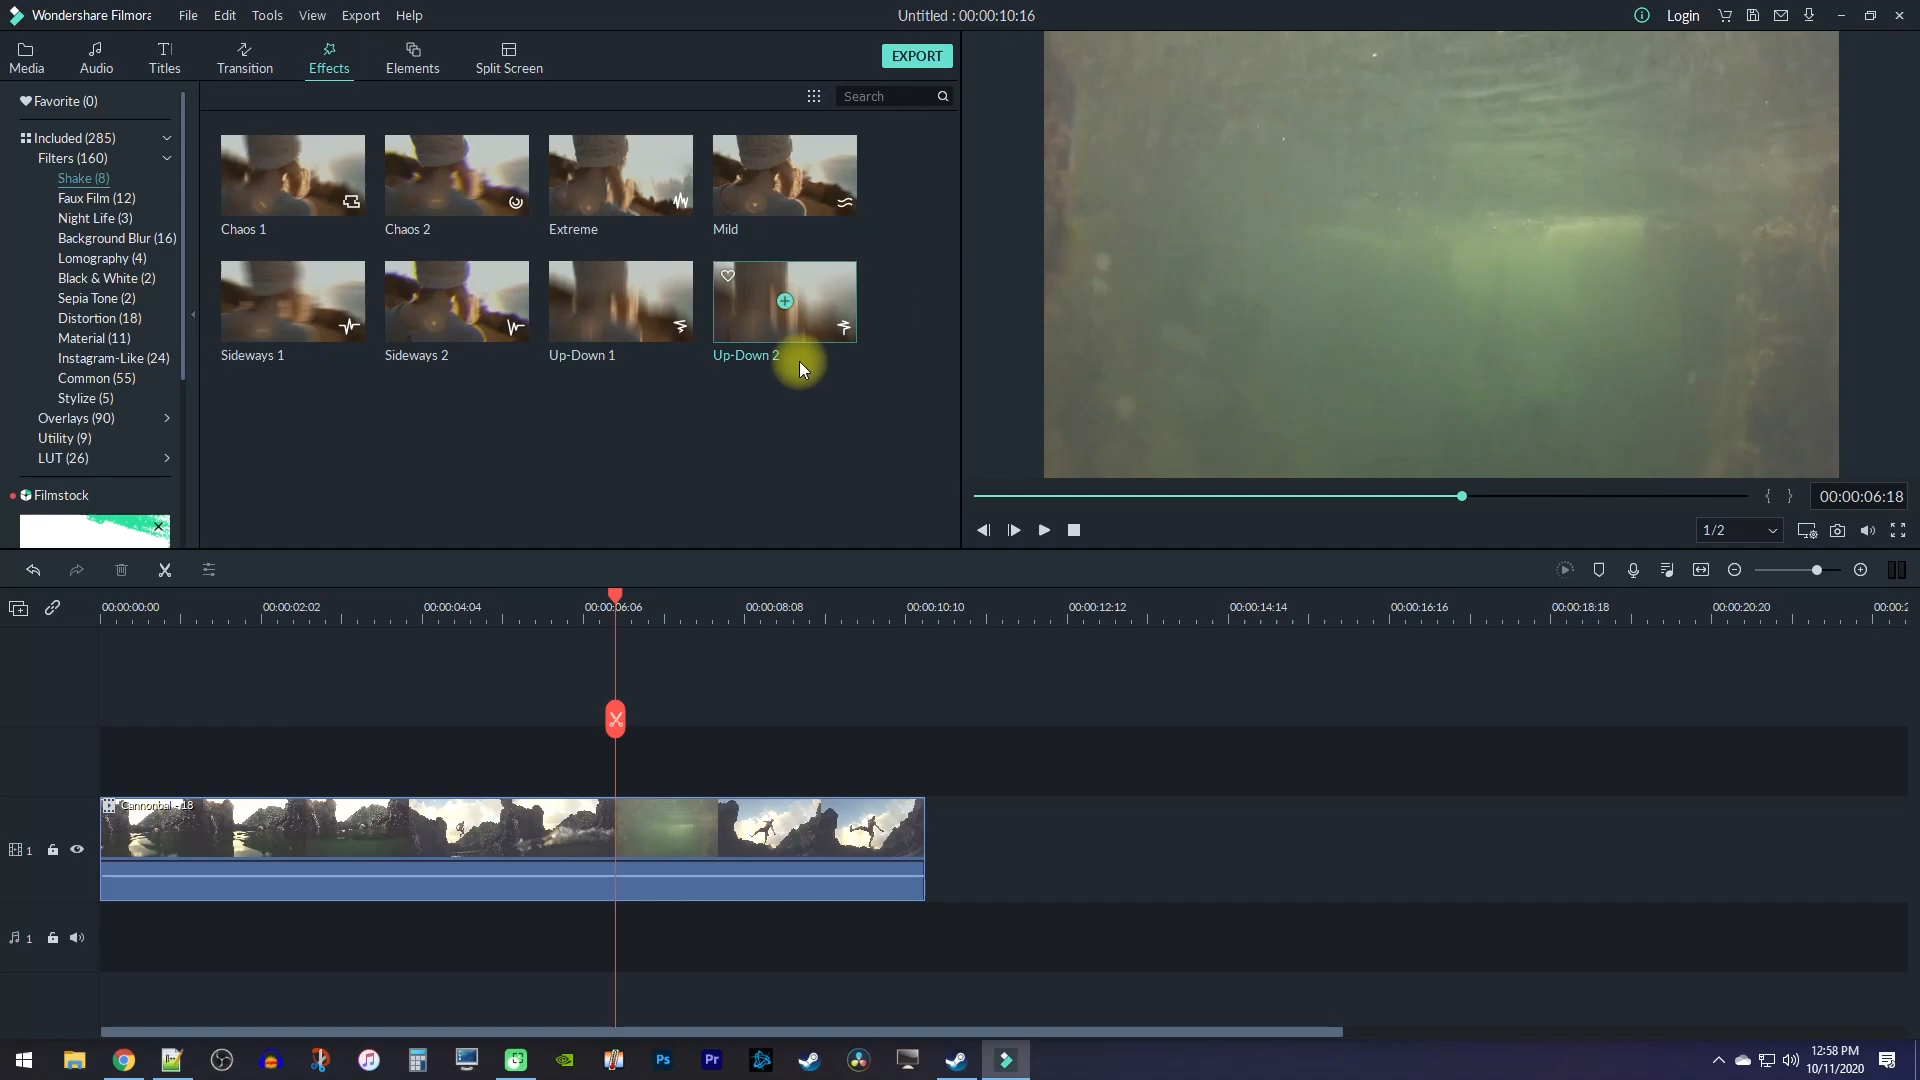 Wondershare Filmora
File Edit Tools View Export Help
Untitled : 00:00:10:16
Login
Media Audio Titles Transition Effects Elements Split Screen
EXPORT
Search
Favorite (0)
Included (285)
Filters (160)
Shake (8)
Faux Film (12)
Night Life (3)
Background Blur (16)
Lomography (4)
Black & White (2)
Sepia Tone (2)
Distortion (18)
Material (11)
Instagram-Like (24)
Common (55)
Stylize (5)
Overlays (90)
Utility (9)
LUT (26)
Filmstock
Chaos 1 Chaos 2 Extreme Mild
Sideways 1 Sideways 2 Up-Down 1 Up-Down 2
00:00:06:18
1/2
00:00:00:00 00:00:02:02 00:00:04:04 00:00:06:06 00:00:08:08 00:00:10:10 00:00:12:12 00:00:14:14 00:00:16:16 00:00:18:18 00:00:20:20 00:00:2
Cannonbal - 18
1
1
Ps Pr
12:58 PM
10/11/2020